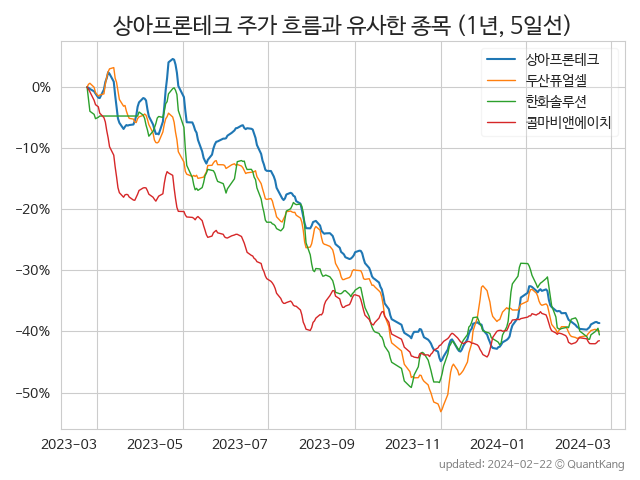 상아프론테크 주가 흐름과 유사한 종목 (1년, 5일선)
상아프론테크
두산퓨얼셀
한화솔루션
콜마비앤에이치
0%
−10%
−20%
−30%
−40%
−50%
2023-03 2023-05 2023-07 2023-09 2023-11 2024-01 2024-03
updated: 2024-02-22 © QuantKang